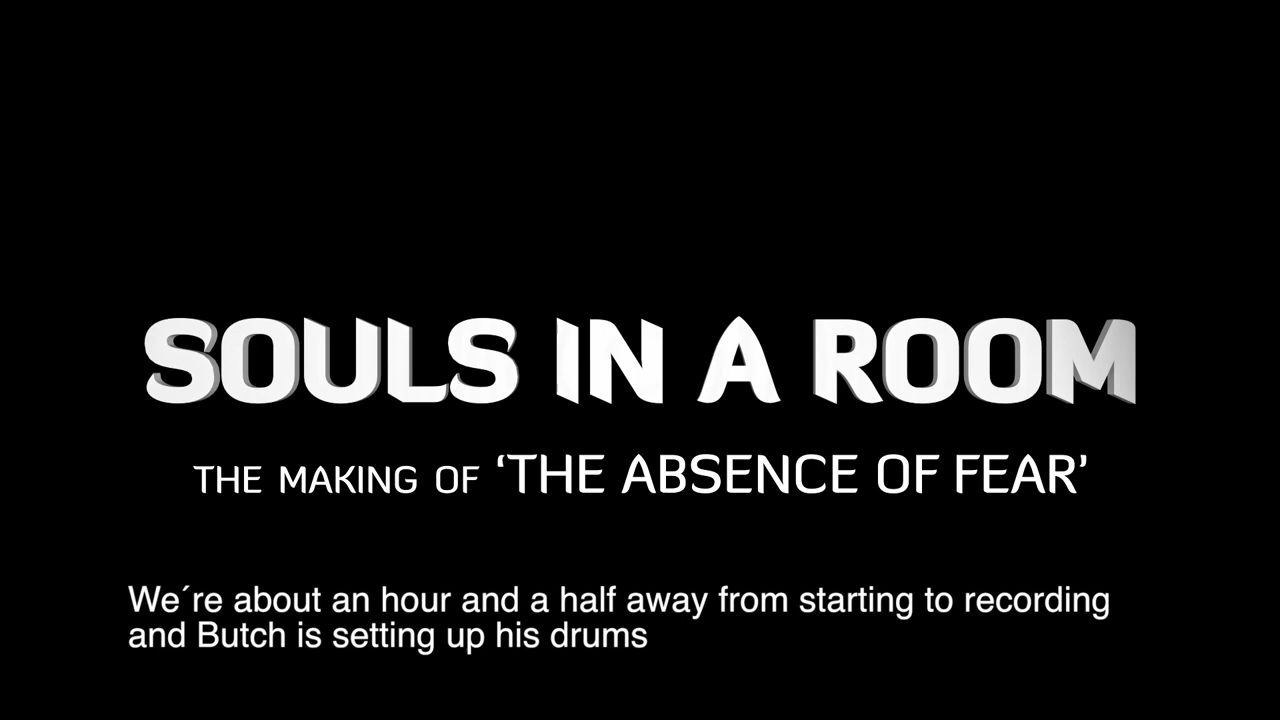 SOULS IN A ROOM
THE MAKING OF ‘THE ABSENCE OF FEAR’
We´re about an hour and a half away from starting to recording
and Butch is setting up his drums